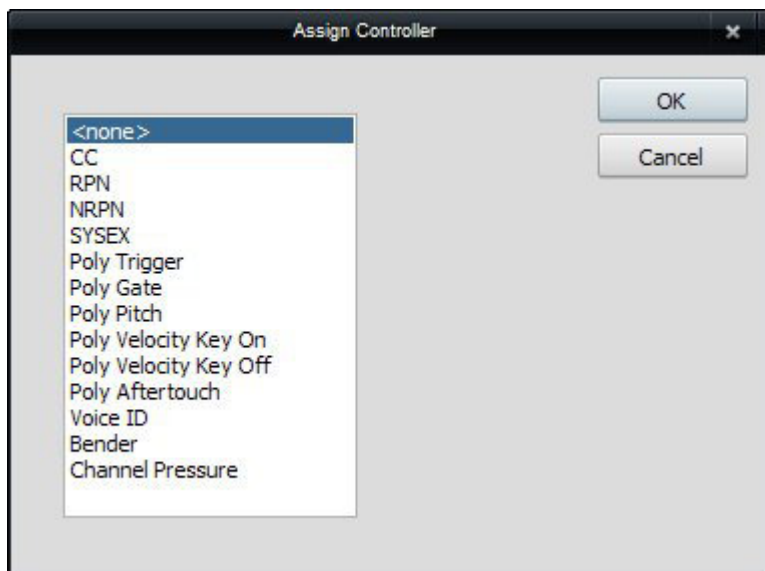 Assign Controller
OK
Cancel
<none>
CC
RPN
NRPN
SYSEX
Poly Trigger
Poly Gate
Poly Pitch
Poly Velocity Key On
Poly Velocity Key Off
Poly Aftertouch
Voice ID
Bender
Channel Pressure